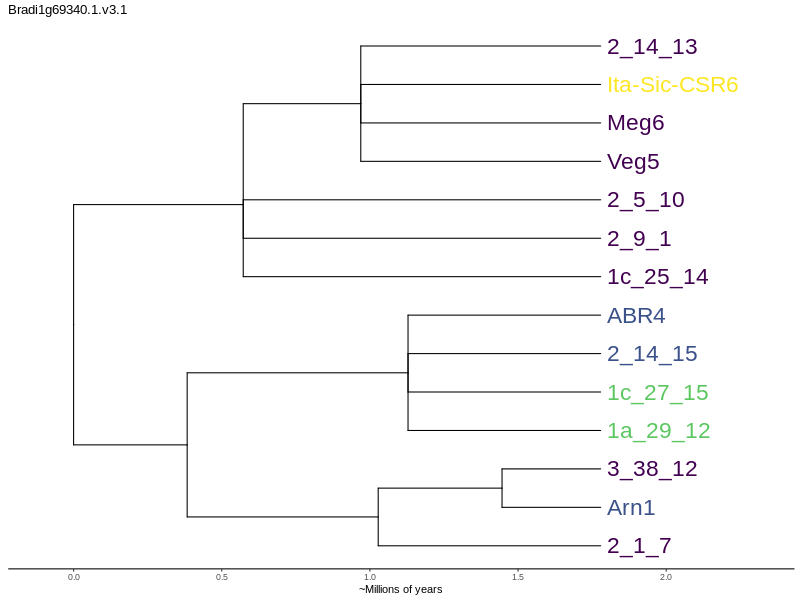 Bradi1g69340.1.v3.1
2_14_13
Ita-Sic-CSR6
Meg6
Veg5
2_5_10
2_9_1
1c_25_14
ABR4
2_14_15
1c_27_15
1a_29_12
3_38_12
Arn1
2_1_7
0.0 0.5 1.0 1.5 2.0
~Millions of years